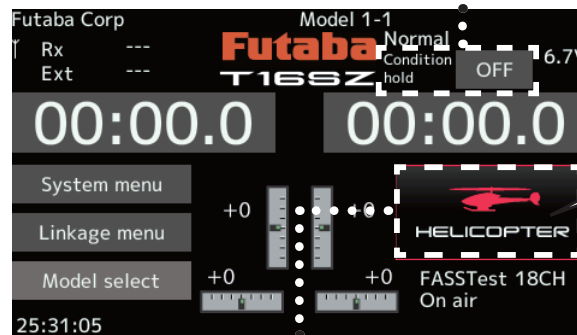 Futaba Corp
Model 1-1
Rx ---
Ext ---
Futaba
T16SZ
Normal
Condition
hold
OFF
6.7V
00:00.0
00:00.0
System menu
Linkage menu
Model select
+0
+0
+0
+0
HELICOPTER
FASSTest 18CH
On air
25:31:05